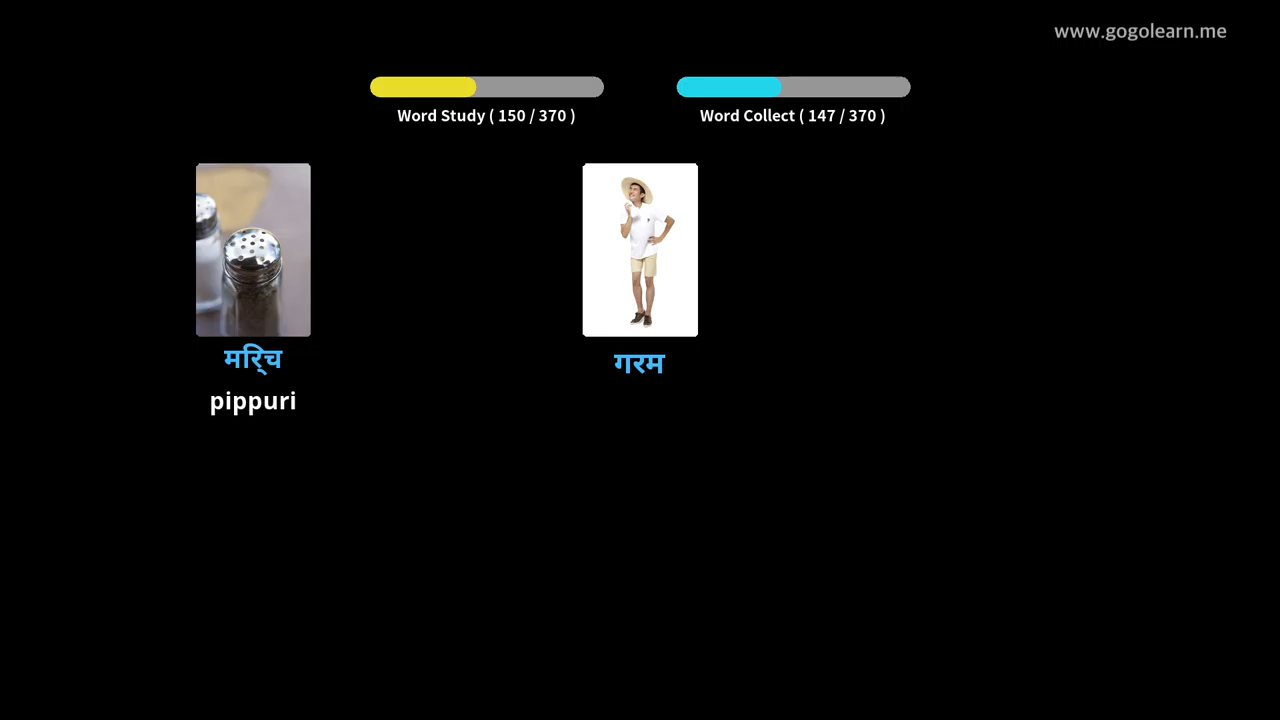 www.gogolearn.me
Word Study ( 150 / 370 )
Word Collect ( 147 / 370 )
मरि्च
pippuri
गरम